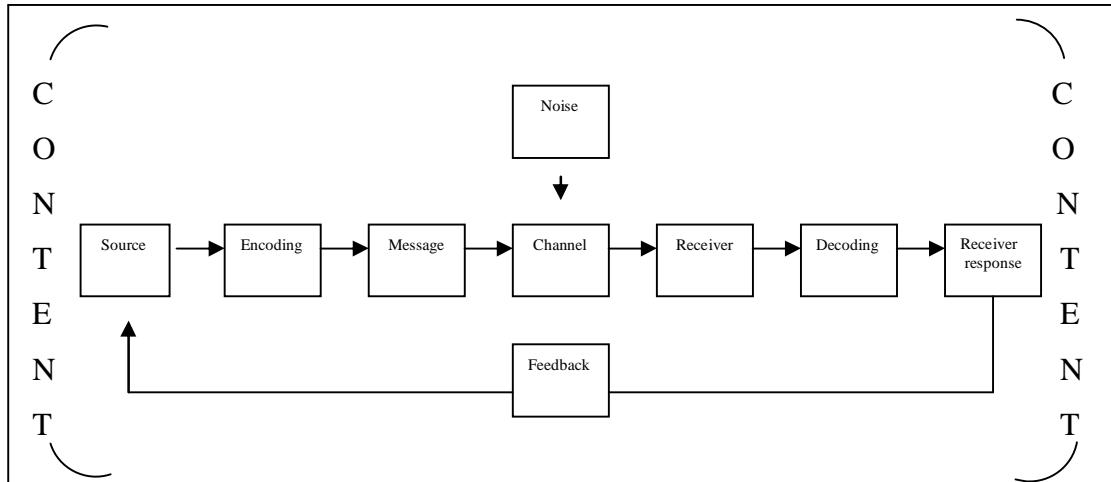 C
O
N
T
E
N
T
Noise
Source
Encoding
Message
Channel
Receiver
Decoding
Receiver
response
Feedback
C
O
N
T
E
N
T